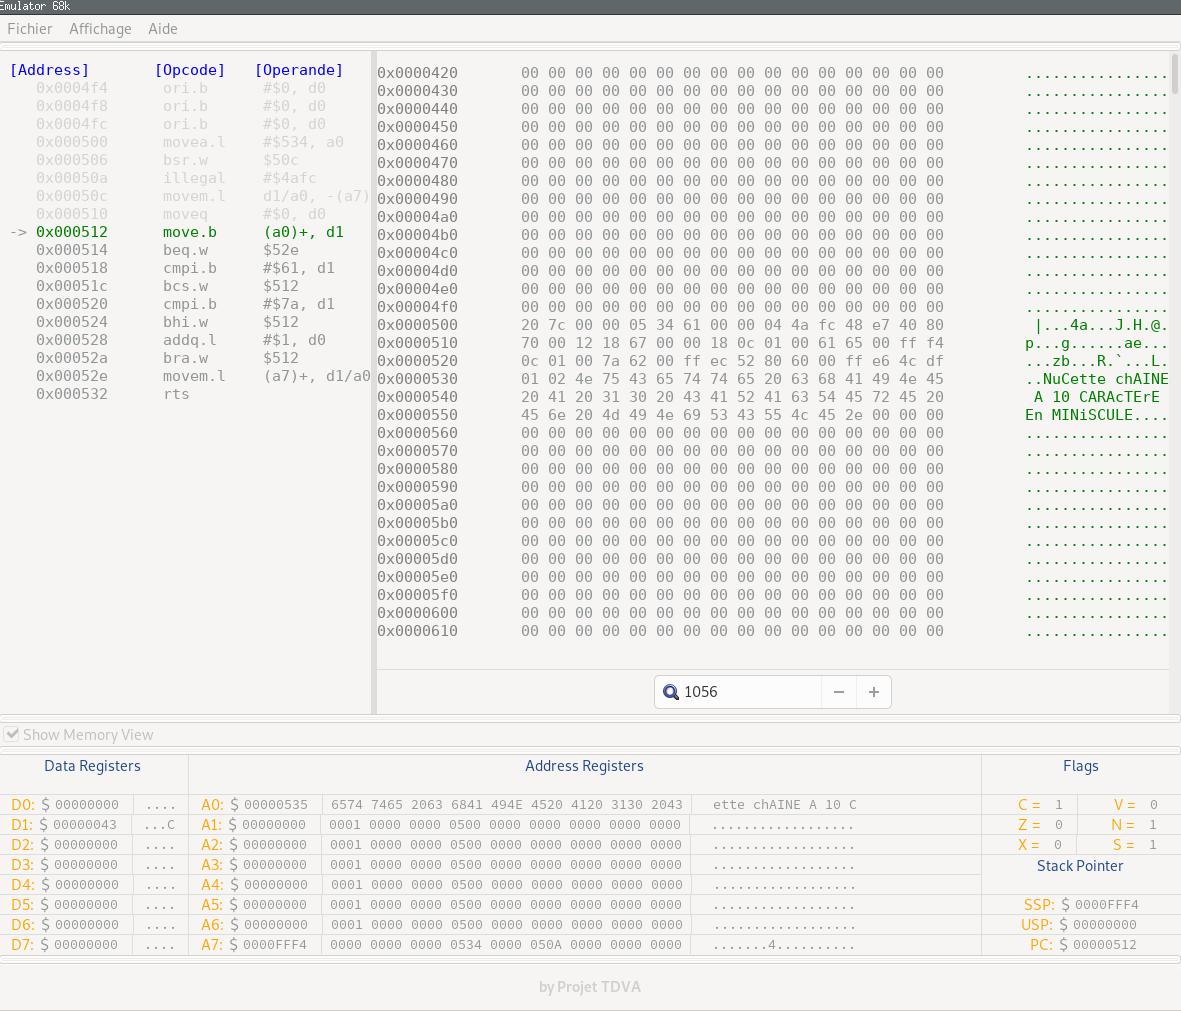 Emulator 68k
Fichier Affichage Aide
[Address] [Opcode] [Operande]
0x0004f4 ori.b #$0, d0
0x0004f8 ori.b #$0, d0
0x0004fc ori.b #$0, d0
0x000500 movea.l #$534, a0
0x000506 bsr.w $50c
0x00050a illegal #$4afc
0x00050c movem.l d1/a0, -(a7)
0x000510 moveq #$0, d0
-> 0x000512 move.b (a0)+, d1
0x000514 beq.w $52e
0x000518 cmpi.b #$61, d1
0x00051c bcs.w $512
0x000520 cmpi.b #$7a, d1
0x000524 bhi.w $512
0x000528 addq.l #$1, d0
0x00052a bra.w $512
0x00052e movem.l (a7)+, d1/a0
0x000532 rts
0x0000420 00 00 00 00 00 00 00 00 00 00 00 00 00 00 00 00 ................
0x0000430 00 00 00 00 00 00 00 00 00 00 00 00 00 00 00 00 ................
0x0000440 00 00 00 00 00 00 00 00 00 00 00 00 00 00 00 00 ................
0x0000450 00 00 00 00 00 00 00 00 00 00 00 00 00 00 00 00 ................
0x0000460 00 00 00 00 00 00 00 00 00 00 00 00 00 00 00 00 ................
0x0000470 00 00 00 00 00 00 00 00 00 00 00 00 00 00 00 00 ................
0x0000480 00 00 00 00 00 00 00 00 00 00 00 00 00 00 00 00 ................
0x0000490 00 00 00 00 00 00 00 00 00 00 00 00 00 00 00 00 ................
0x00004a0 00 00 00 00 00 00 00 00 00 00 00 00 00 00 00 00 ................
0x00004b0 00 00 00 00 00 00 00 00 00 00 00 00 00 00 00 00 ................
0x00004c0 00 00 00 00 00 00 00 00 00 00 00 00 00 00 00 00 ................
0x00004d0 00 00 00 00 00 00 00 00 00 00 00 00 00 00 00 00 ................
0x00004e0 00 00 00 00 00 00 00 00 00 00 00 00 00 00 00 00 ................
0x00004f0 00 00 00 00 00 00 00 00 00 00 00 00 00 00 00 00 ................
0x0000500 20 7c 00 00 05 34 61 00 00 04 4a fc 48 e7 40 80 |...4a...J.H.@.
0x0000510 70 00 12 18 67 00 00 18 0c 01 00 61 65 00 ff f4 p...g......ae...
0x0000520 0c 01 00 7a 62 00 ff ec 52 80 60 00 ff e6 4c df ...zb...R.`...L.
0x0000530 01 02 4e 75 43 65 74 74 65 20 63 68 41 49 4e 45 ..NuCette chAINE
0x0000540 20 41 20 31 30 20 43 41 52 41 63 54 45 72 45 20 A 10 CARAcTErE
0x0000550 45 6e 20 4d 49 4e 69 53 43 55 4c 45 2e 00 00 00 En MINiSCULE....
0x0000560 00 00 00 00 00 00 00 00 00 00 00 00 00 00 00 00 ................
0x0000570 00 00 00 00 00 00 00 00 00 00 00 00 00 00 00 00 ................
0x0000580 00 00 00 00 00 00 00 00 00 00 00 00 00 00 00 00 ................
0x0000590 00 00 00 00 00 00 00 00 00 00 00 00 00 00 00 00 ................
0x00005a0 00 00 00 00 00 00 00 00 00 00 00 00 00 00 00 00 ................
0x00005b0 00 00 00 00 00 00 00 00 00 00 00 00 00 00 00 00 ................
0x00005c0 00 00 00 00 00 00 00 00 00 00 00 00 00 00 00 00 ................
0x00005d0 00 00 00 00 00 00 00 00 00 00 00 00 00 00 00 00 ................
0x00005e0 00 00 00 00 00 00 00 00 00 00 00 00 00 00 00 00 ................
0x00005f0 00 00 00 00 00 00 00 00 00 00 00 00 00 00 00 00 ................
0x0000600 00 00 00 00 00 00 00 00 00 00 00 00 00 00 00 00 ................
0x0000610 00 00 00 00 00 00 00 00 00 00 00 00 00 00 00 00 ................
1056 − +
Show Memory View
Data Registers Address Registers Flags
D0: $ 00000000 .... A0: $ 00000535 6574 7465 2063 6841 494E 4520 4120 3130 2043 ette chAINE A 10 C C = 1 V = 0
D1: $ 00000043 ...C A1: $ 00000000 0001 0000 0000 0500 0000 0000 0000 0000 0000 .................. Z = 0 N = 1
D2: $ 00000000 .... A2: $ 00000000 0001 0000 0000 0500 0000 0000 0000 0000 0000 .................. X = 0 S = 1
D3: $ 00000000 .... A3: $ 00000000 0001 0000 0000 0500 0000 0000 0000 0000 0000 .................. Stack Pointer
D4: $ 00000000 .... A4: $ 00000000 0001 0000 0000 0500 0000 0000 0000 0000 0000 ..................
D5: $ 00000000 .... A5: $ 00000000 0001 0000 0000 0500 0000 0000 0000 0000 0000 .................. SSP: $ 0000FFF4
D6: $ 00000000 .... A6: $ 00000000 0001 0000 0000 0500 0000 0000 0000 0000 0000 .................. USP: $ 00000000
D7: $ 00000000 .... A7: $ 0000FFF4 0000 0000 0000 0534 0000 050A 0000 0000 0000 .......4.......... PC: $ 00000512
by Projet TDVA